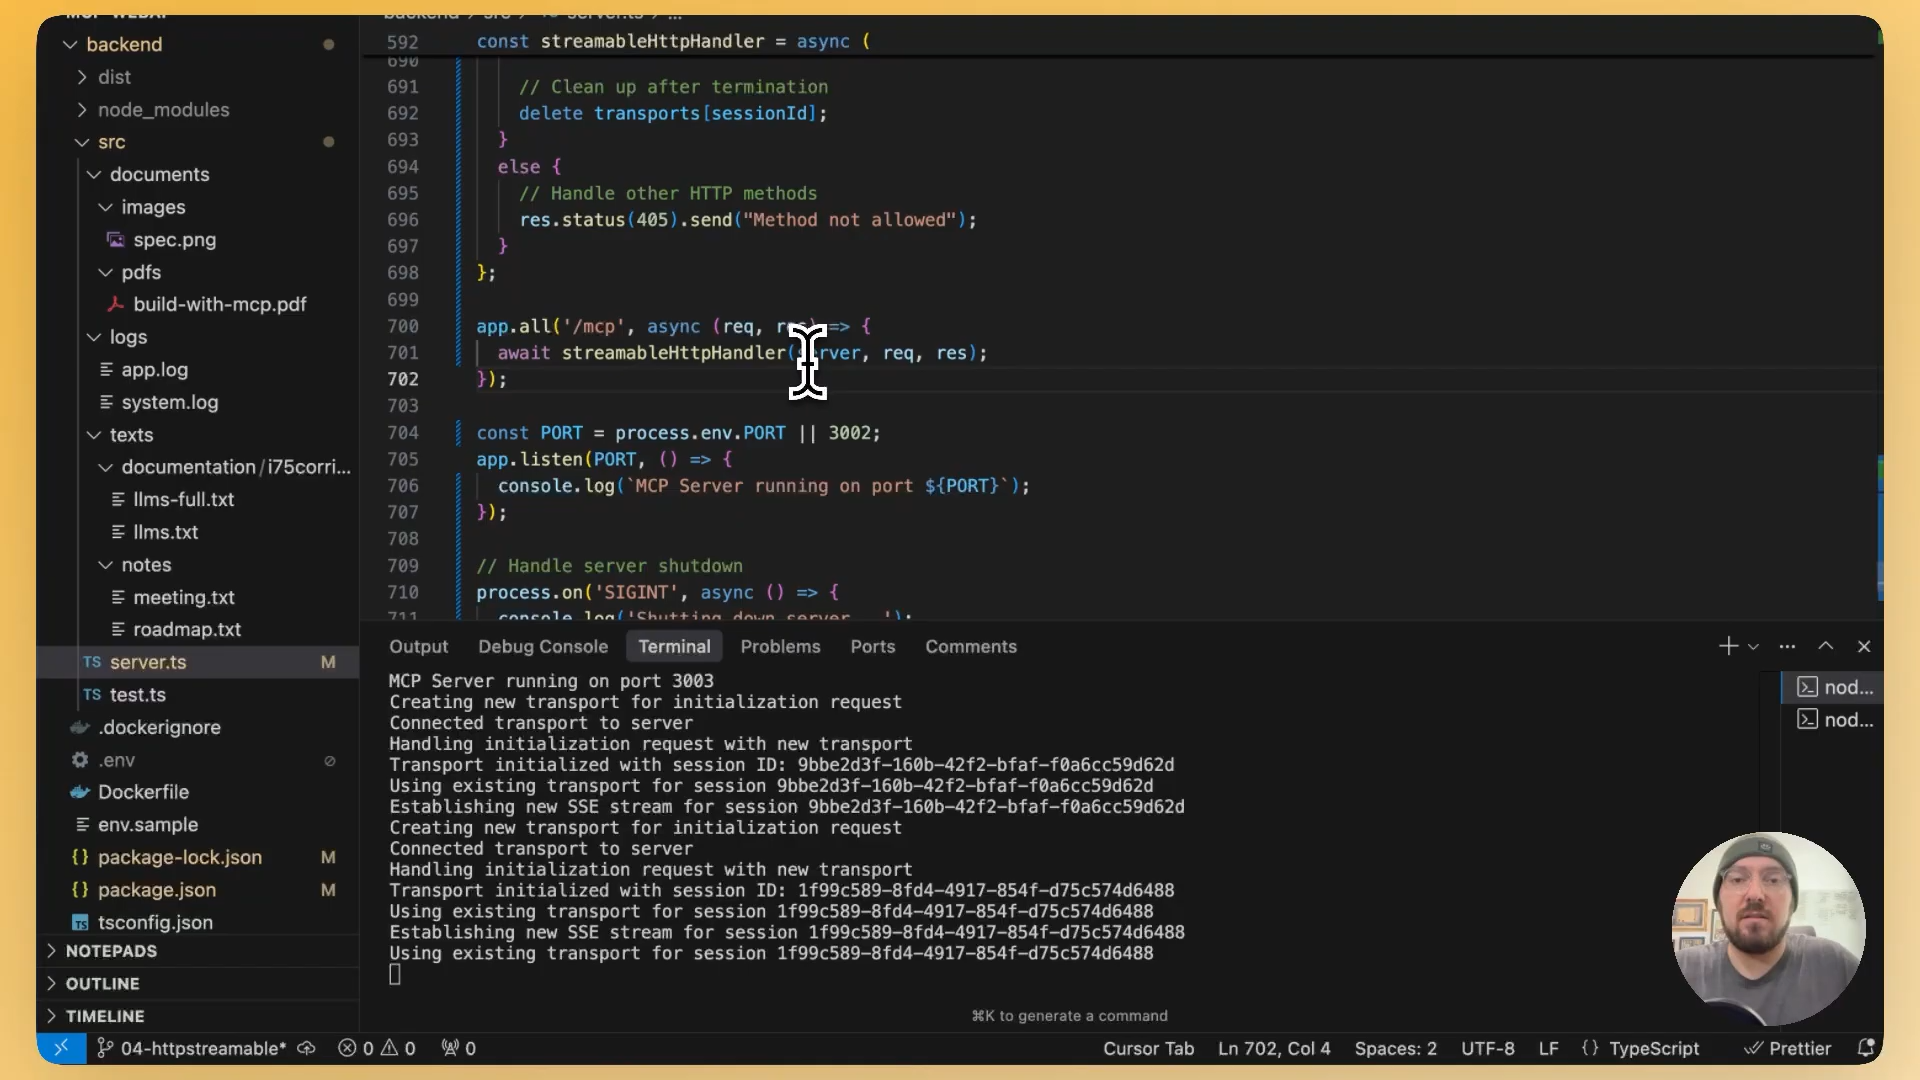 backend
dist
node_modules
src
documents
images
spec.png
pdfs
build-with-mcp.pdf
logs
app.log
system.log
texts
documentation/i75corri...
llms-full.txt
llms.txt
notes
meeting.txt
roadmap.txt
TS server.ts M
TS test.ts
.dockerignore
.env
Dockerfile
env.sample
{} package-lock.json M
{} package.json M
TS tsconfig.json
NOTEPADS
OUTLINE
TIMELINE
592 const streamableHttpHandler = async (
690
691 // Clean up after termination
692 delete transports[sessionId];
693 }
694 else {
695 // Handle other HTTP methods
696 res.status(405).send("Method not allowed");
697 }
698 };
699
700 app.all('/mcp', async (req, res) => {
701 await streamableHttpHandler(server, req, res);
702 });
703
704 const PORT = process.env.PORT || 3002;
705 app.listen(PORT, () => {
706 console.log(`MCP Server running on port ${PORT}`);
707 });
708
709 // Handle server shutdown
710 process.on('SIGINT', async () => {
711 console.log('Shutting down server...');
Output Debug Console Terminal Problems Ports Comments
MCP Server running on port 3003
Creating new transport for initialization request
Connected transport to server
Handling initialization request with new transport
Transport initialized with session ID: 9bbe2d3f-160b-42f2-bfaf-f0a6cc59d62d
Using existing transport for session 9bbe2d3f-160b-42f2-bfaf-f0a6cc59d62d
Establishing new SSE stream for session 9bbe2d3f-160b-42f2-bfaf-f0a6cc59d62d
Creating new transport for initialization request
Connected transport to server
Handling initialization request with new transport
Transport initialized with session ID: 1f99c589-8fd4-4917-854f-d75c574d6488
Using existing transport for session 1f99c589-8fd4-4917-854f-d75c574d6488
Establishing new SSE stream for session 1f99c589-8fd4-4917-854f-d75c574d6488
Using existing transport for session 1f99c589-8fd4-4917-854f-d75c574d6488
nod...
nod...
⌘K to generate a command
04-httpstreamable* 0 0 0 Cursor Tab Ln 702, Col 4 Spaces: 2 UTF-8 LF {} TypeScript Prettier